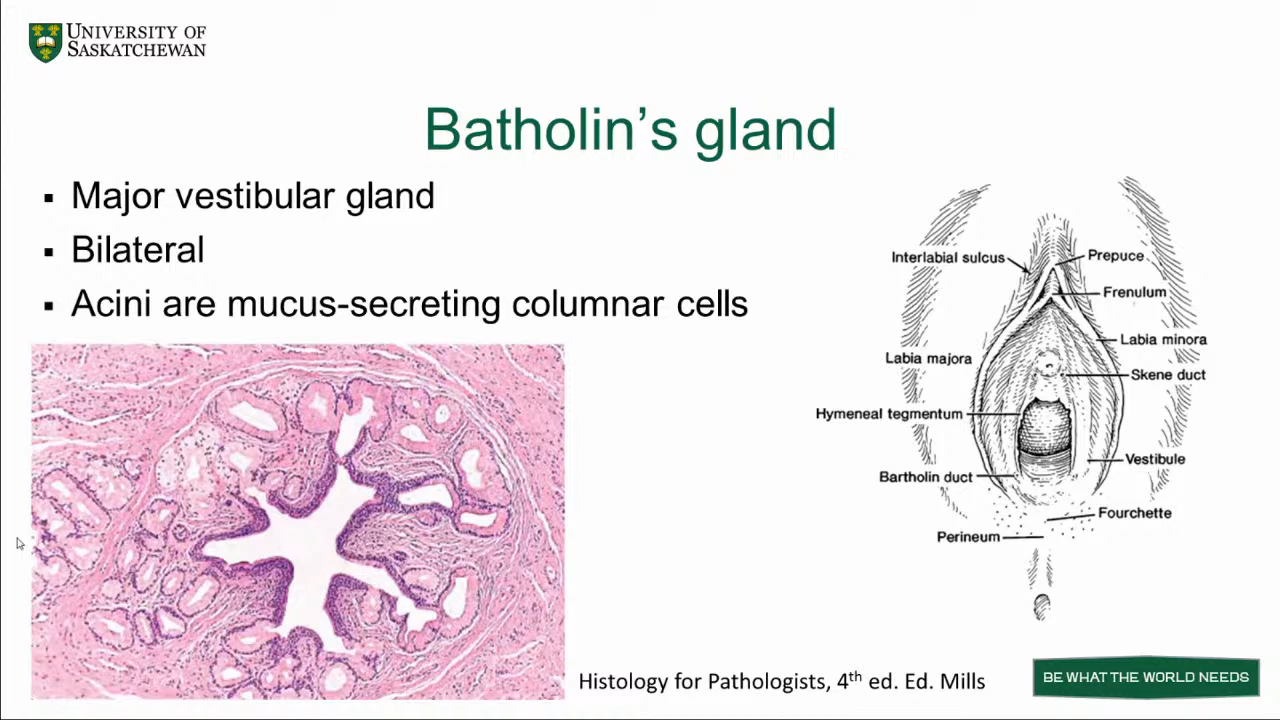 UNIVERSITY OF
SASKATCHEWAN
Batholin’s gland
▪ Major vestibular gland
▪ Bilateral
▪ Acini are mucus-secreting columnar cells
Interlabial sulcus
Prepuce
Frenulum
Labia minora
Labia majora
Skene duct
Hymeneal tegmentum
Vestibule
Bartholin duct
Fourchette
Perineum
Histology for Pathologists, 4th ed. Ed. Mills
BE WHAT THE WORLD NEEDS